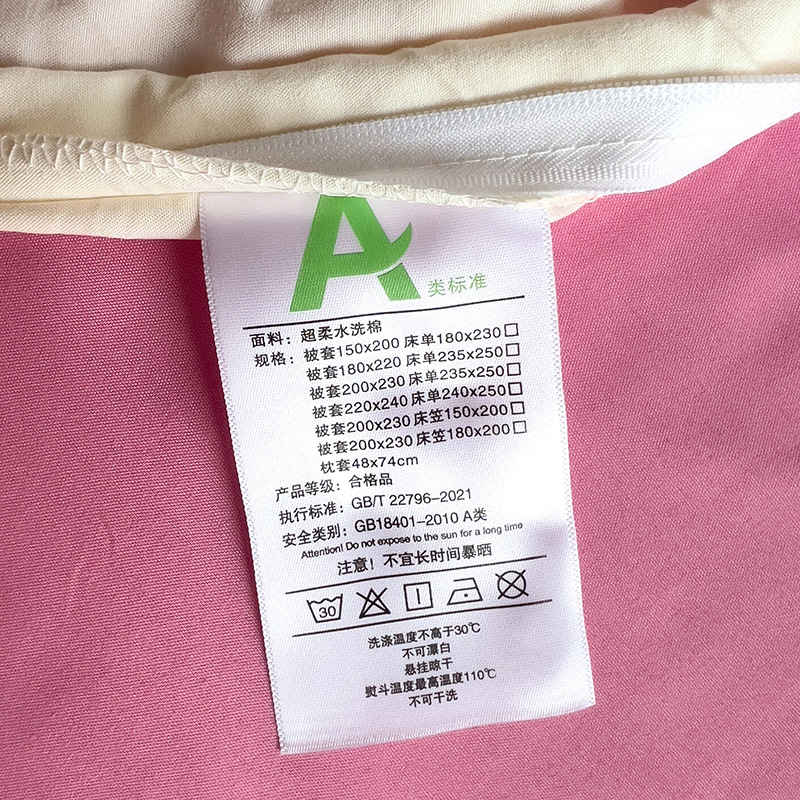 A类标准
面料：超柔水洗棉
规格：被套150x200 床单180x230□
被套180x220 床单235x250□
被套200x230 床单235x250□
被套220x240 床单240x250□
被套200x230 床笠150x200□
被套200x230 床笠180x200□
枕套48x74cm
产品等级：合格品
执行标准：GB/T 22796-2021
安全类别：GB18401-2010 A类
Attention! Do not expose to the sun for a long time
注意！不宜长时间暴晒
30
洗涤温度不高于30℃
不可漂白
悬挂晾干
熨斗温度最高温度110℃
不可干洗